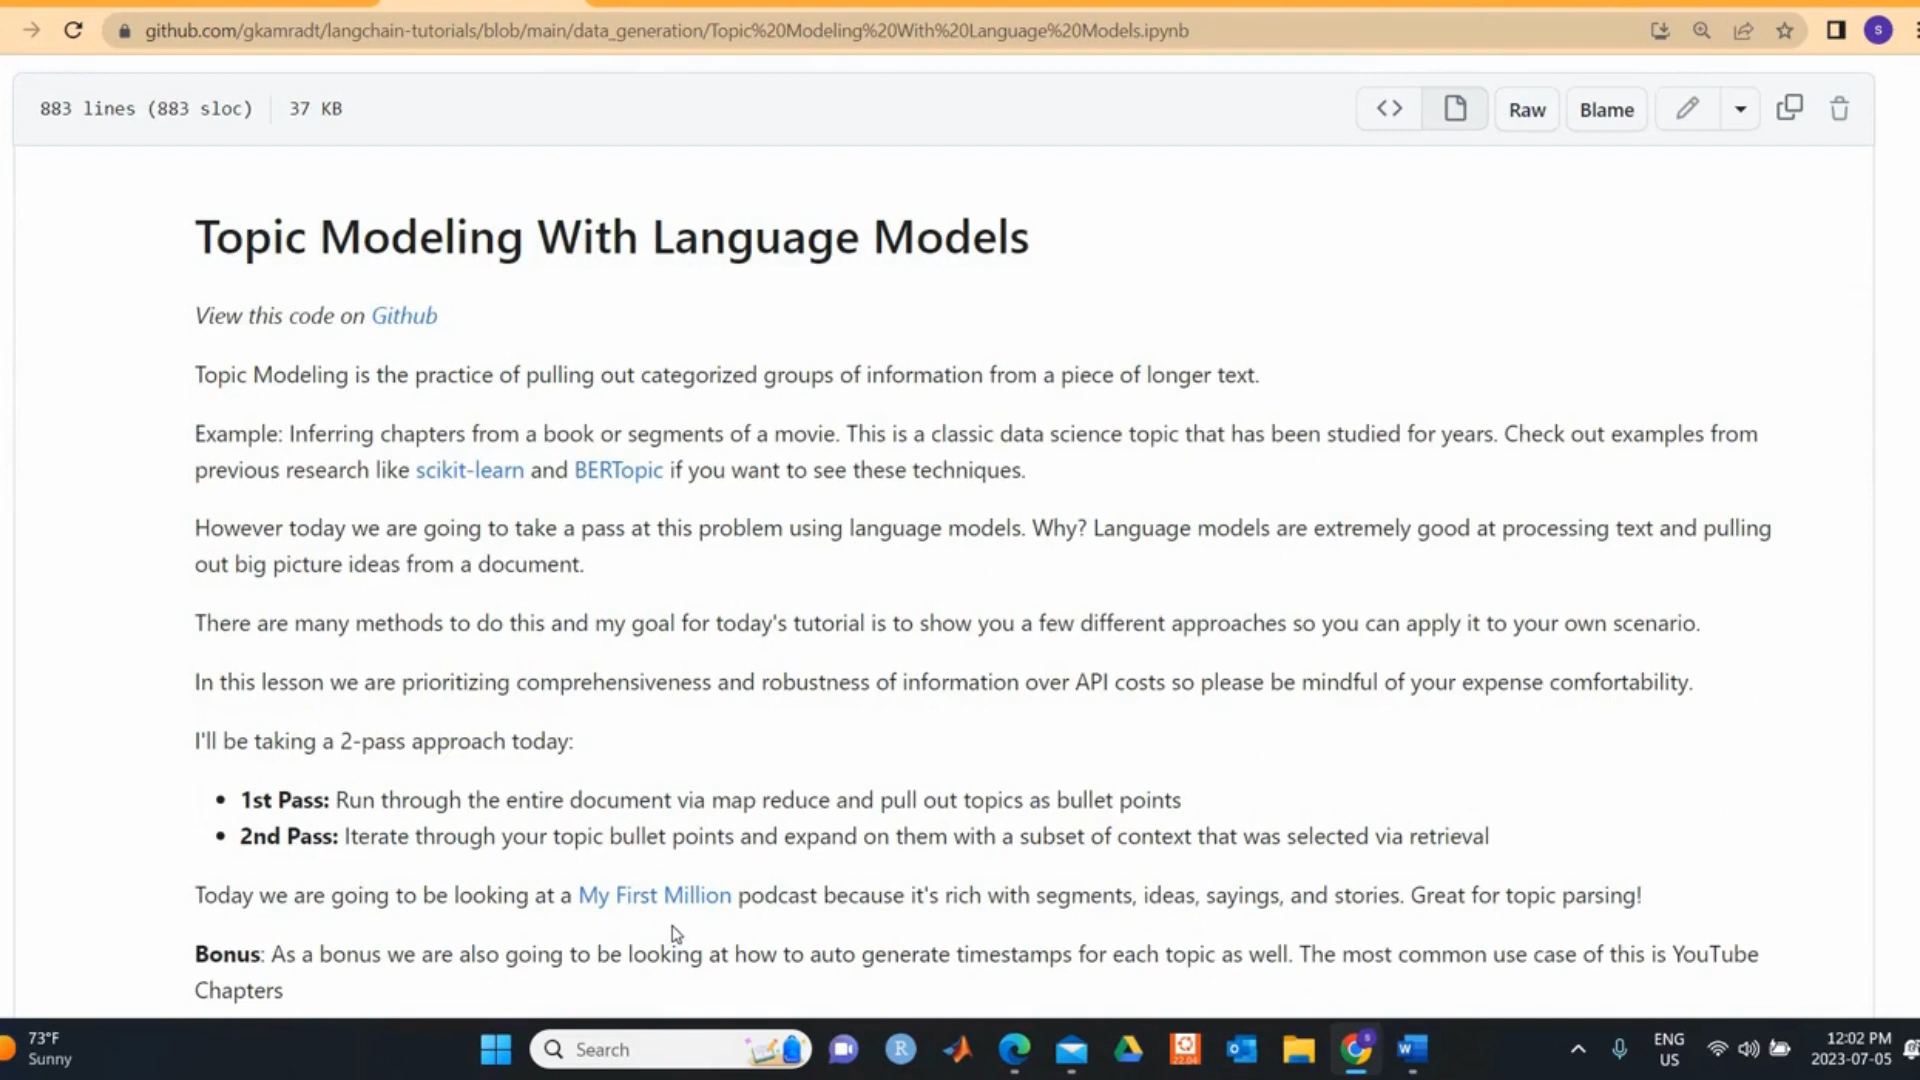 github.com/gkamradt/langchain-tutorials/blob/main/data_generation/Topic%20Modeling%20With%20Language%20Models.ipynb
S
883 lines (883 sloc) 37 KB
Raw
Blame
Topic Modeling With Language Models
View this code on Github
Topic Modeling is the practice of pulling out categorized groups of information from a piece of longer text.
Example: Inferring chapters from a book or segments of a movie. This is a classic data science topic that has been studied for years. Check out examples from
previous research like scikit-learn and BERTopic if you want to see these techniques.
However today we are going to take a pass at this problem using language models. Why? Language models are extremely good at processing text and pulling
out big picture ideas from a document.
There are many methods to do this and my goal for today's tutorial is to show you a few different approaches so you can apply it to your own scenario.
In this lesson we are prioritizing comprehensiveness and robustness of information over API costs so please be mindful of your expense comfortability.
I'll be taking a 2-pass approach today:
• 1st Pass: Run through the entire document via map reduce and pull out topics as bullet points
• 2nd Pass: Iterate through your topic bullet points and expand on them with a subset of context that was selected via retrieval
Today we are going to be looking at a My First Million podcast because it's rich with segments, ideas, sayings, and stories. Great for topic parsing!
Bonus: As a bonus we are also going to be looking at how to auto generate timestamps for each topic as well. The most common use case of this is YouTube
Chapters
73°F
Sunny
Search
R
22.04
W
ENG
US
12:02 PM
2023-07-05